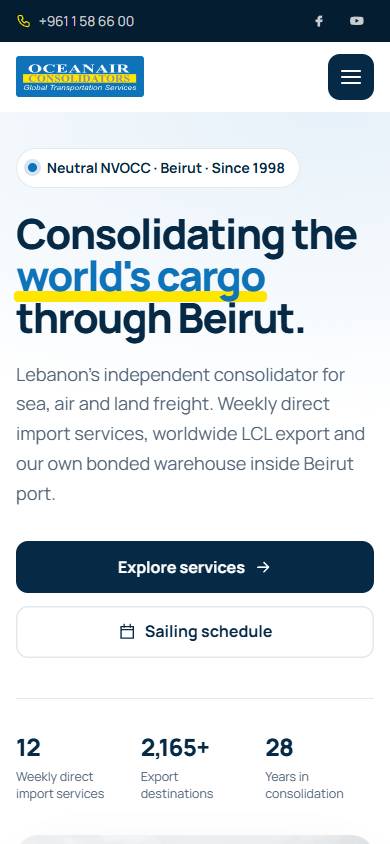 +961 1 58 66 00
OCEANAIR
CONSOLIDATORS
Global Transportation Services
Neutral NVOCC · Beirut · Since 1998
Consolidating the
world's cargo
through Beirut.
Lebanon's independent consolidator for
sea, air and land freight. Weekly direct
import services, worldwide LCL export and
our own bonded warehouse inside Beirut
port.
Explore services →
Sailing schedule
12
Weekly direct
import services
2,165+
Export
destinations
28
Years in
consolidation